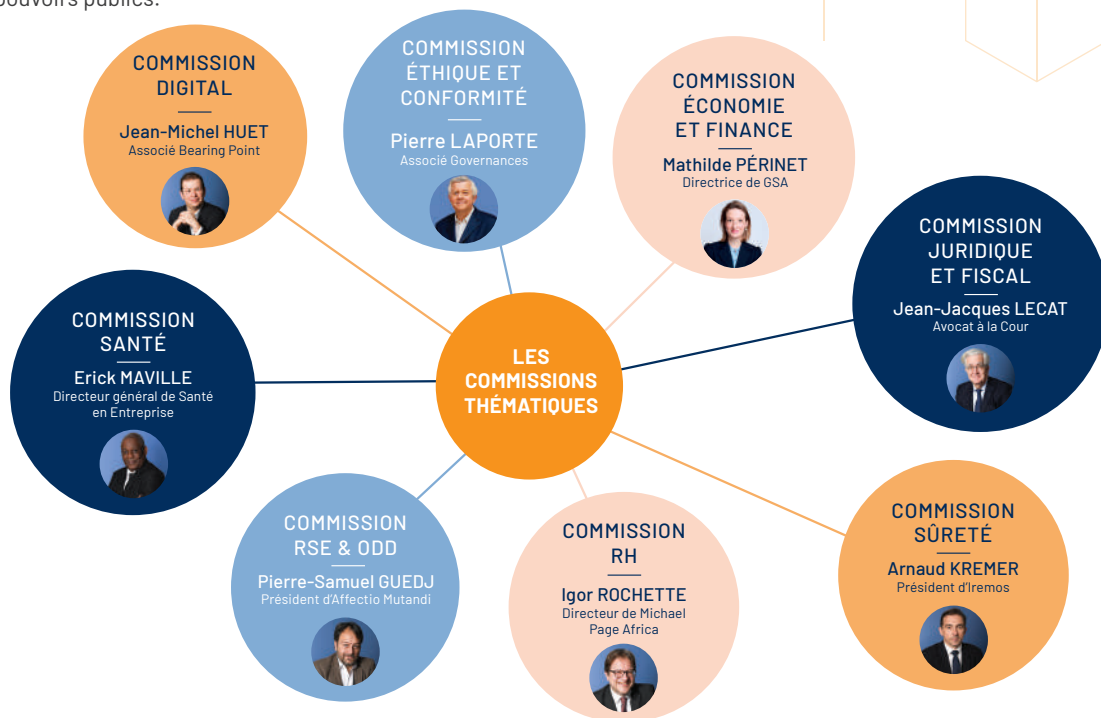 pouvoirs publics.
COMMISSION
DIGITAL
Jean-Michel HUET
Associé Bearing Point
COMMISSION
ÉTHIQUE ET
CONFORMITÉ
Pierre LAPORTE
Associé Governances
COMMISSION
ÉCONOMIE
ET FINANCE
Mathilde PÉRINET
Directrice de GSA
COMMISSION
JURIDIQUE
ET FISCAL
Jean-Jacques LECAT
Avocat à la Cour
COMMISSION
SANTÉ
Erick MAVILLE
Directeur général de Santé
en Entreprise
LES
COMMISSIONS
THÉMATIQUES
COMMISSION
RSE & ODD
Pierre-Samuel GUEDJ
Président d'Affectio Mutandi
COMMISSION
RH
Igor ROCHETTE
Directeur de Michael
Page Africa
COMMISSION
SÛRETÉ
Arnaud KREMER
Président d'Iremos